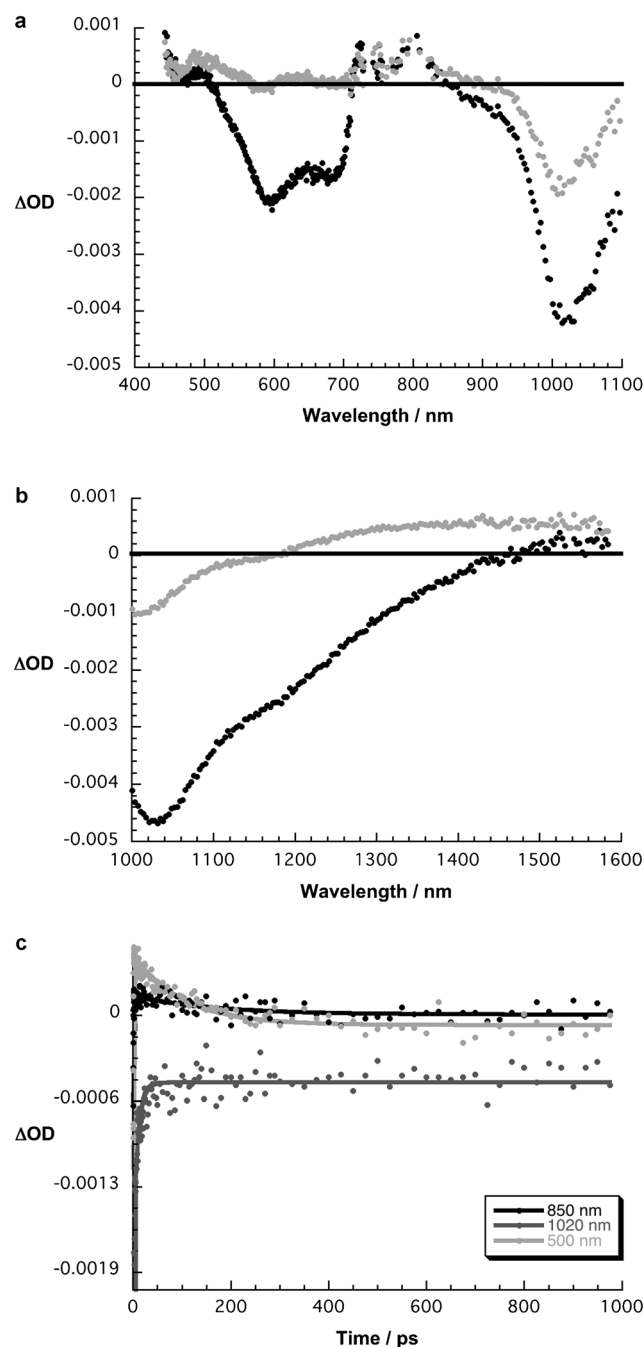 a
0.001
0
-0.001
-0.002
ΔOD
-0.003
-0.004
-0.005
400 500 600 700 800 900 1000 1100
Wavelength / nm
b
0.001
0
-0.001
-0.002
ΔOD
-0.003
-0.004
-0.005
1000 1100 1200 1300 1400 1500 1600
Wavelength / nm
c
0
-0.0006
ΔOD
-0.0013
850 nm
1020 nm
500 nm
-0.0019
0 200 400 600 800 1000
Time / ps